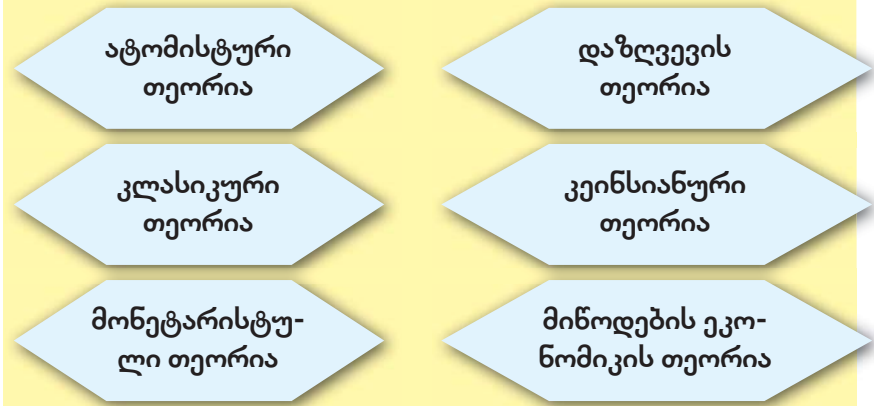 ატომისტური
თეორია
დაზღვევის
თეორია
კლასიკური
თეორია
კეინსიანური
თეორია
მონეტარისტუ-
ლი თეორია
მიწოდების ეკო-
ნომიკის თეორია